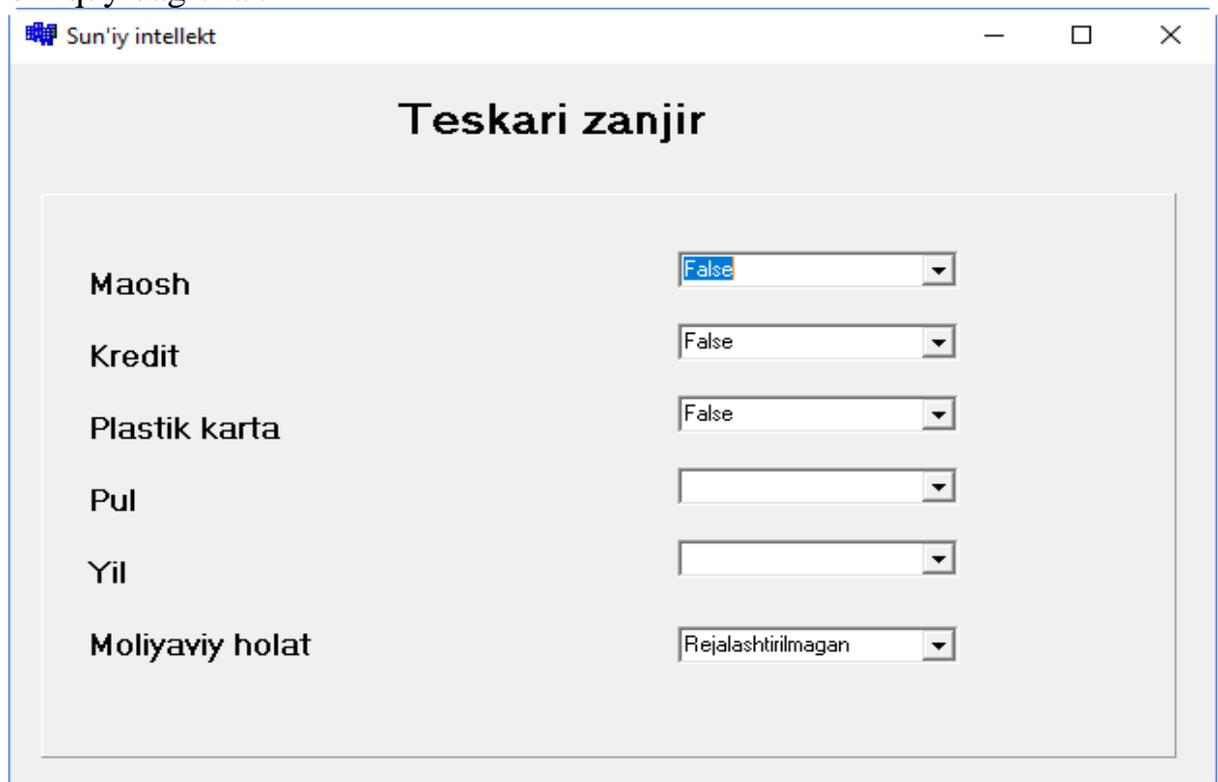 Sun'iy intellekt
Teskari zanjir
Maosh False
Kredit False
Plastik karta False
Pul
Yil
Moliyaviy holat Rejalashtirilmagan